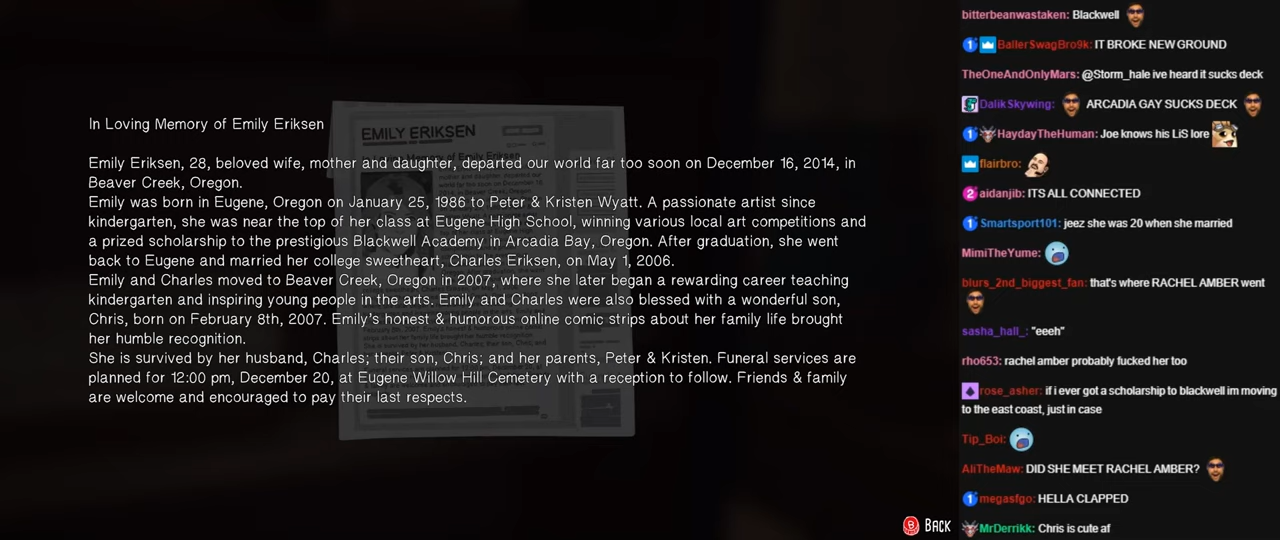 In Loving Memory of Emily Eriksen
EMILY ERIKSEN
Emily Eriksen, 28, beloved wife, mother and daughter, departed our world far too soon on December 16, 2014, in
Beaver Creek, Oregon.
Emily was born in Eugene, Oregon on January 25, 1986 to Peter & Kristen Wyatt. A passionate artist since
kindergarten, she was near the top of her class at Eugene High School, winning various local art competitions and
a prized scholarship to the prestigious Blackwell Academy in Arcadia Bay, Oregon. After graduation, she went
back to Eugene and married her college sweetheart, Charles Eriksen, on May 1, 2006.
Emily and Charles moved to Beaver Creek, Oregon in 2007, where she later began a rewarding career teaching
kindergarten and inspiring young people in the arts. Emily and Charles were also blessed with a wonderful son,
Chris, born on February 8th, 2007. Emily's honest & humorous online comic strips about her family life brought
her humble recognition.
She is survived by her husband, Charles; their son, Chris; and her parents, Peter & Kristen. Funeral services are
planned for 12:00 pm, December 20, at Eugene Willow Hill Cemetery with a reception to follow. Friends & family
are welcome and encouraged to pay their last respects.
B BACK
bitterbeanwastaken: Blackwell
1 BallerSwagBro9k: IT BROKE NEW GROUND
TheOneAndOnlyMars: @Storm_hale ive heard it sucks deck
DalikSkywing: ARCADIA GAY SUCKS DECK
1 HaydayTheHuman: Joe knows his LiS lore
flairbro:
2 aidanjib: ITS ALL CONNECTED
1 Smartsport101: jeez she was 20 when she married
MimiTheYume:
blurs_2nd_biggest_fan: that's where RACHEL AMBER went
sasha_hall_: "eeeh"
rho653: rachel amber probably fucked her too
rose_asher: if i ever got a scholarship to blackwell im moving
to the east coast, just in case
Tip_Boi:
AliTheMaw: DID SHE MEET RACHEL AMBER?
1 megasfgo: HELLA CLAPPED
MrDerrikk: Chris is cute af